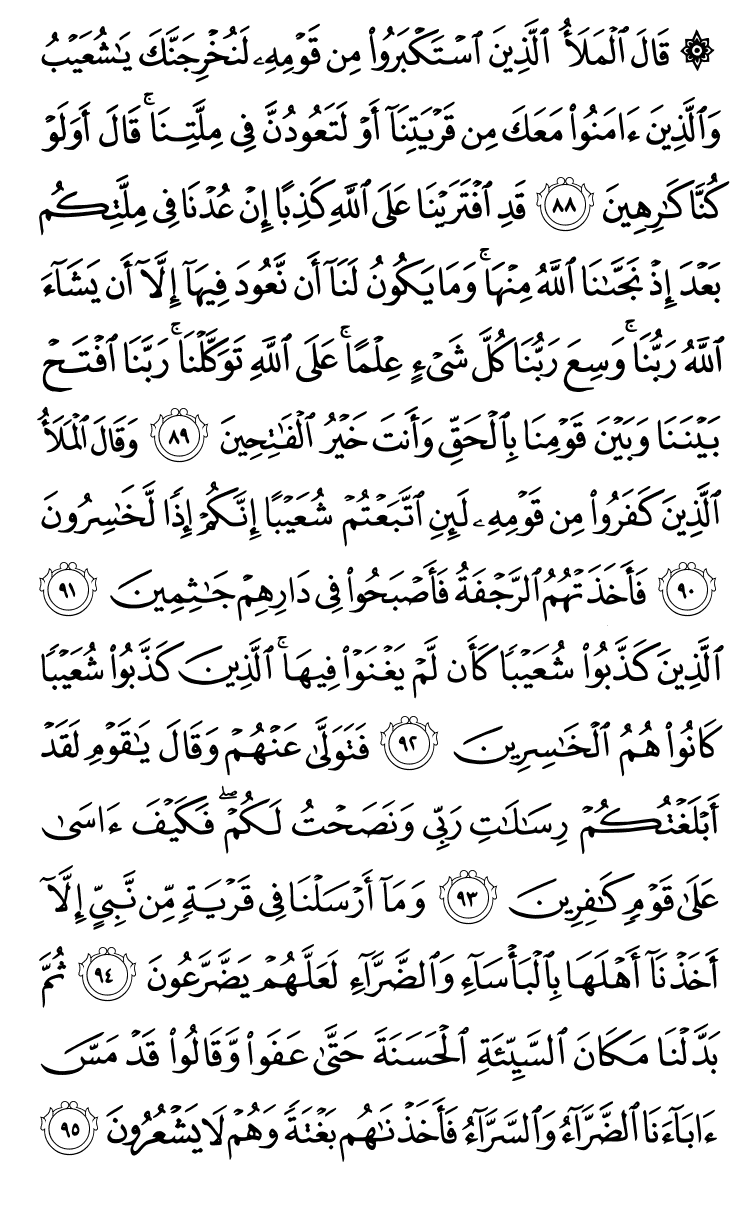 ۞ قَالَ ٱلۡمَلَأُ ٱلَّذِينَ ٱسۡتَكۡبَرُواْ مِن قَوۡمِهِۦ لَنُخۡرِجَنَّكَ يَٰشُعَيۡبُ
وَٱلَّذِينَ ءَامَنُواْ مَعَكَ مِن قَرۡيَتِنَآ أَوۡ لَتَعُودُنَّ فِي مِلَّتِنَاۚ قَالَ أَوَلَوۡ
كُنَّا كَٰرِهِينَ ٨٨ قَدِ ٱفۡتَرَيۡنَا عَلَى ٱللَّهِ كَذِبًا إِنۡ عُدۡنَا فِي مِلَّتِكُم
بَعۡدَ إِذۡ نَجَّىٰنَا ٱللَّهُ مِنۡهَاۚ وَمَا يَكُونُ لَنَآ أَن نَّعُودَ فِيهَآ إِلَّآ أَن يَشَآءَ
ٱللَّهُ رَبُّنَاۚ وَسِعَ رَبُّنَا كُلَّ شَيۡءٍ عِلۡمًاۚ عَلَى ٱللَّهِ تَوَكَّلۡنَاۚ رَبَّنَا ٱفۡتَحۡ
بَيۡنَنَا وَبَيۡنَ قَوۡمِنَا بِٱلۡحَقِّ وَأَنتَ خَيۡرُ ٱلۡفَٰتِحِينَ ٨٩ وَقَالَ ٱلۡمَلَأُ
ٱلَّذِينَ كَفَرُواْ مِن قَوۡمِهِۦ لَئِنِ ٱتَّبَعۡتُمۡ شُعَيۡبًا إِنَّكُمۡ إِذٗا لَّخَٰسِرُونَ
٩٠ فَأَخَذَتۡهُمُ ٱلرَّجۡفَةُ فَأَصۡبَحُواْ فِي دَارِهِمۡ جَٰثِمِينَ ٩١
ٱلَّذِينَ كَذَّبُواْ شُعَيۡبٗا كَأَن لَّمۡ يَغۡنَوۡاْ فِيهَاۚ ٱلَّذِينَ كَذَّبُواْ شُعَيۡبٗا
كَانُواْ هُمُ ٱلۡخَٰسِرِينَ ٩٢ فَتَوَلَّىٰ عَنۡهُمۡ وَقَالَ يَٰقَوۡمِ لَقَدۡ
أَبۡلَغۡتُكُمۡ رِسَٰلَٰتِ رَبِّي وَنَصَحۡتُ لَكُمۡۖ فَكَيۡفَ ءَاسَىٰ
عَلَىٰ قَوۡمٖ كَٰفِرِينَ ٩٣ وَمَآ أَرۡسَلۡنَا فِي قَرۡيَةٖ مِّن نَّبِيٍّ إِلَّآ
أَخَذۡنَآ أَهۡلَهَا بِٱلۡبَأۡسَآءِ وَٱلضَّرَّآءِ لَعَلَّهُمۡ يَضَّرَّعُونَ ٩٤ ثُمَّ
بَدَّلۡنَا مَكَانَ ٱلسَّيِّئَةِ ٱلۡحَسَنَةَ حَتَّىٰ عَفَواْ وَّقَالُواْ قَدۡ مَسَّ
ءَابَآءَنَا ٱلضَّرَّآءُ وَٱلسَّرَّآءُ فَأَخَذۡنَٰهُم بَغۡتَةٗ وَهُمۡ لَا يَشۡعُرُونَ ٩٥